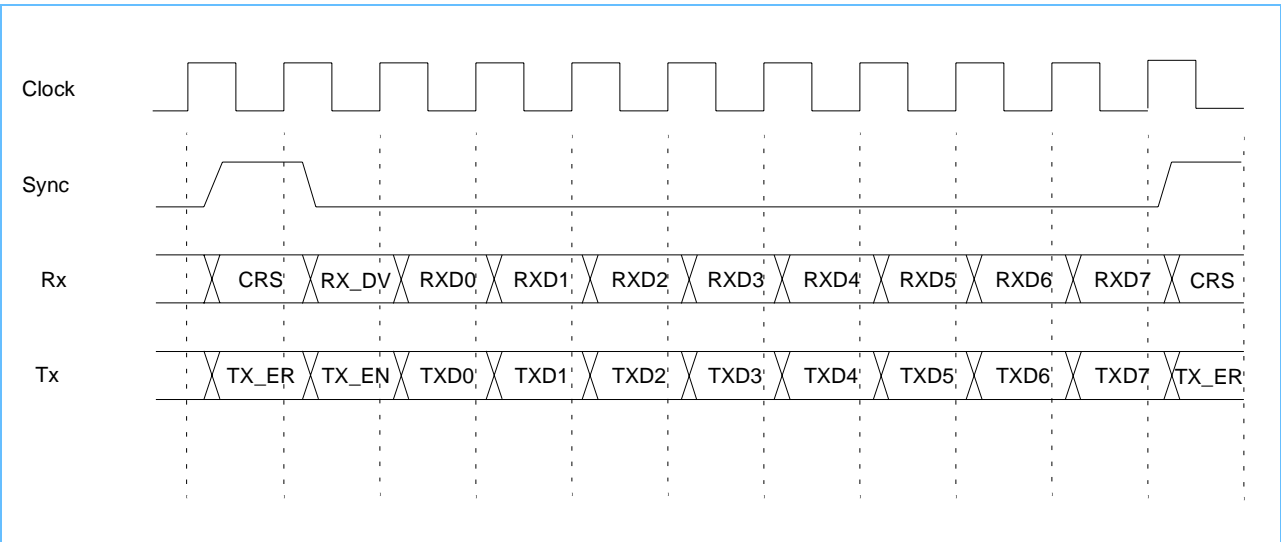 Clock
Sync
Rx CRS RX_DV RXD0 RXD1 RXD2 RXD3 RXD4 RXD5 RXD6 RXD7 CRS
Tx TX_ER TX_EN TXD0 TXD1 TXD2 TXD3 TXD4 TXD5 TXD6 TXD7 TX_ER